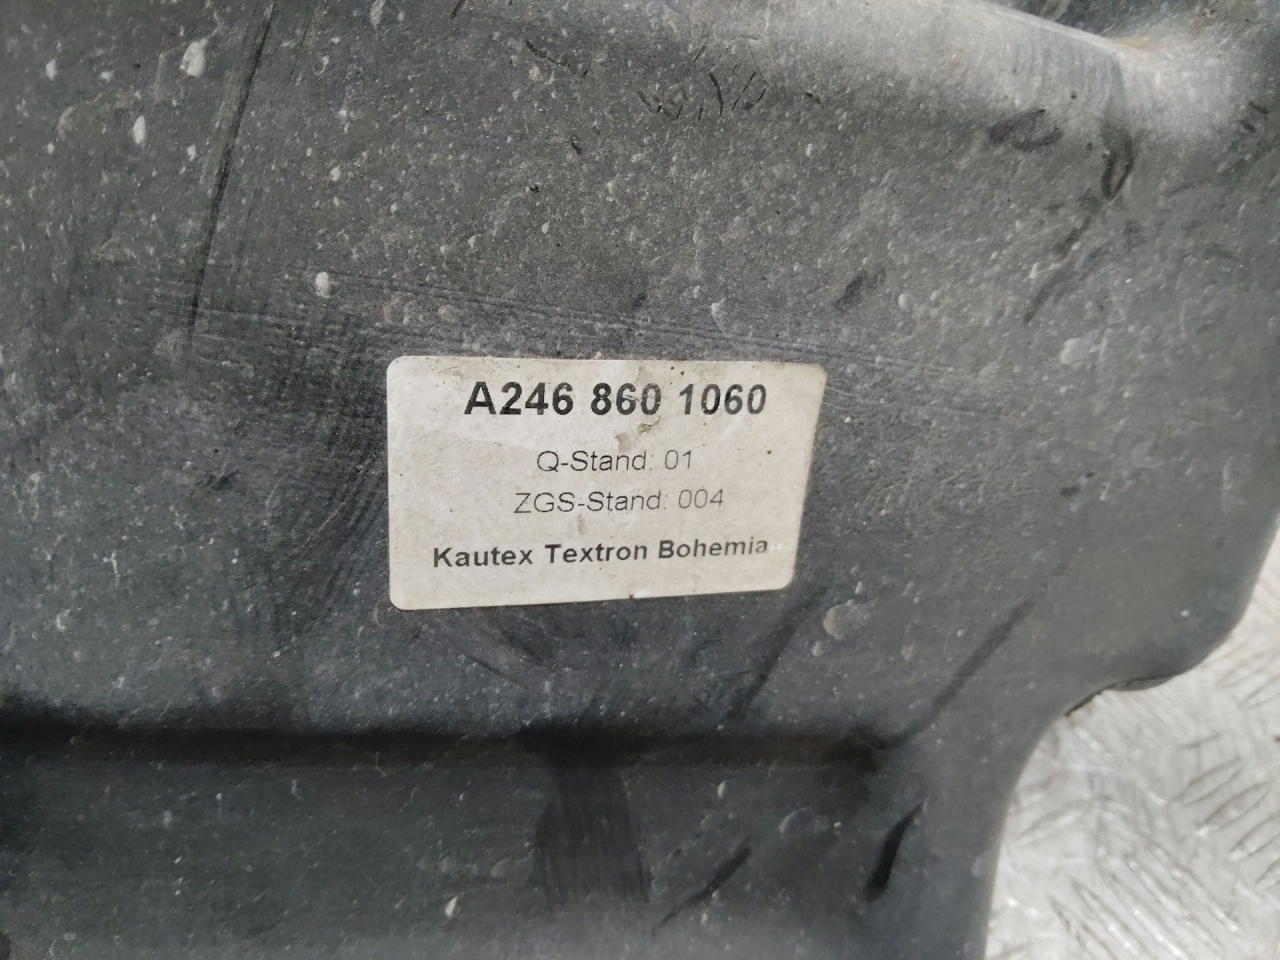 A246 860 1060
Q-Stand: 01
ZGS-Stand: 004
Kautex Textron Bohemia